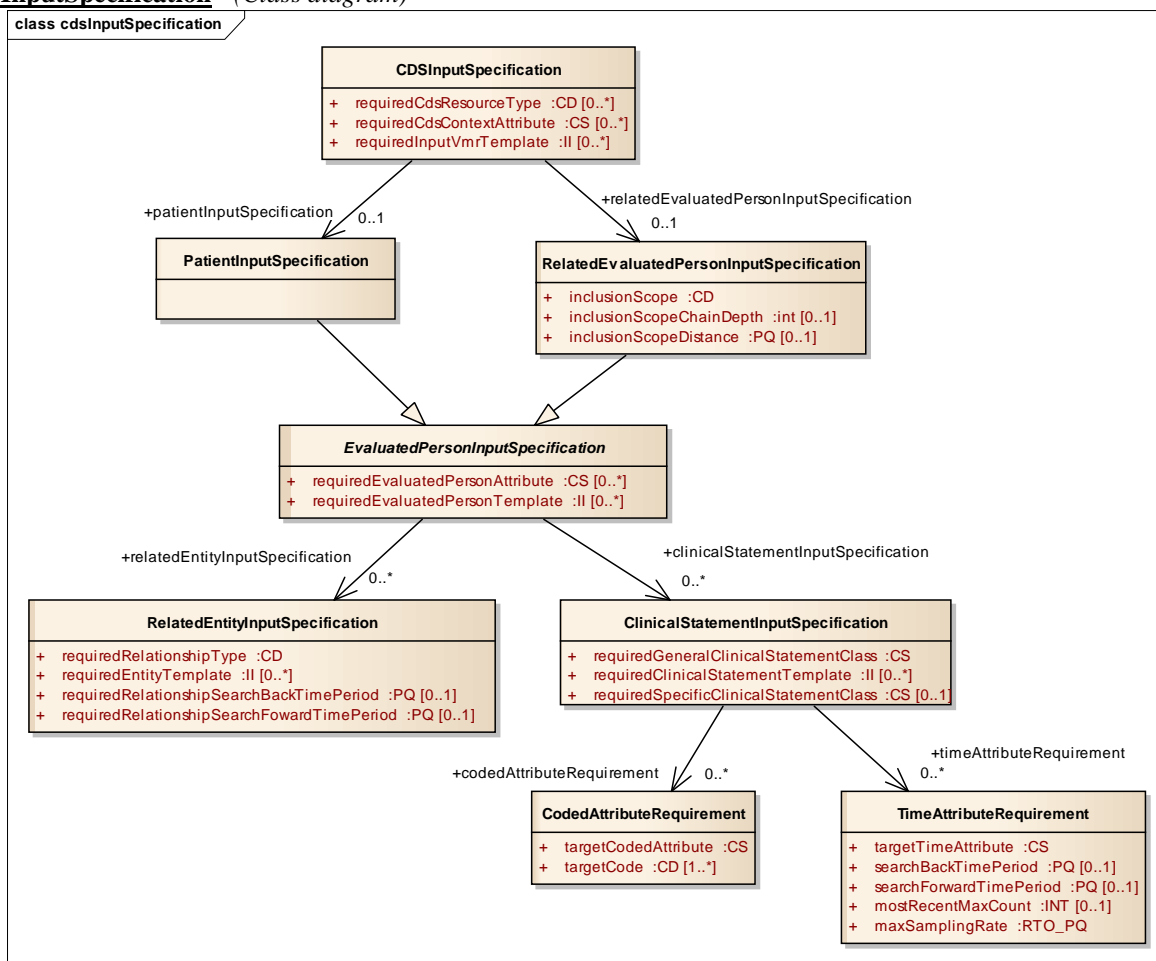 InputSpecification (Class diagram)
class cdsInputSpecification
CDSInputSpecification
+ requiredCdsResourceType :CD [0..*]
+ requiredCdsContextAttribute :CS [0..*]
+ requiredInputVmrTemplate :II [0..*]
+patientInputSpecification
0..1
+relatedEvaluatedPersonInputSpecification
0..1
PatientInputSpecification
RelatedEvaluatedPersonInputSpecification
+ inclusionScope :CD
+ inclusionScopeChainDepth :int [0..1]
+ inclusionScopeDistance :PQ [0..1]
EvaluatedPersonInputSpecification
+ requiredEvaluatedPersonAttribute :CS [0..*]
+ requiredEvaluatedPersonTemplate :II [0..*]
+relatedEntityInputSpecification
0..*
+clinicalStatementInputSpecification
0..*
RelatedEntityInputSpecification
+ requiredRelationshipType :CD
+ requiredEntityTemplate :II [0..*]
+ requiredRelationshipSearchBackTimePeriod :PQ [0..1]
+ requiredRelationshipSearchFowardTimePeriod :PQ [0..1]
ClinicalStatementInputSpecification
+ requiredGeneralClinicalStatementClass :CS
+ requiredClinicalStatementTemplate :II [0..*]
+ requiredSpecificClinicalStatementClass :CS [0..1]
+codedAttributeRequirement
0..*
+timeAttributeRequirement
0..*
CodedAttributeRequirement
+ targetCodedAttribute :CS
+ targetCode :CD [1..*]
TimeAttributeRequirement
+ targetTimeAttribute :CS
+ searchBackTimePeriod :PQ [0..1]
+ searchForwardTimePeriod :PQ [0..1]
+ mostRecentMaxCount :INT [0..1]
+ maxSamplingRate :RTO_PQ